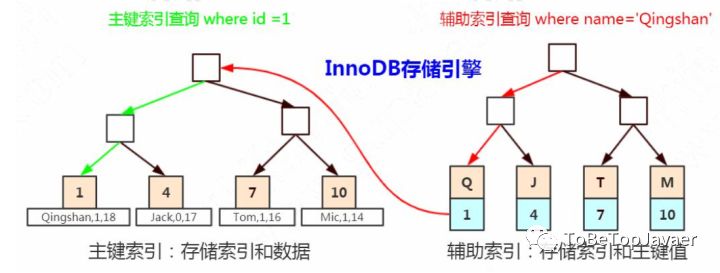 主键索引查询 where id =1
辅助索引查询 where name='Qingshan'
InnoDB存储引擎
1
4
7
10
Qingshan,1,18
Jack,0,17
Tom,1,16
Mic,1,14
Q
J
T
M
1
4
7
10
主键索引：存储索引和数据
辅助索引：存储索引和主键值
ToBeTopJavaer